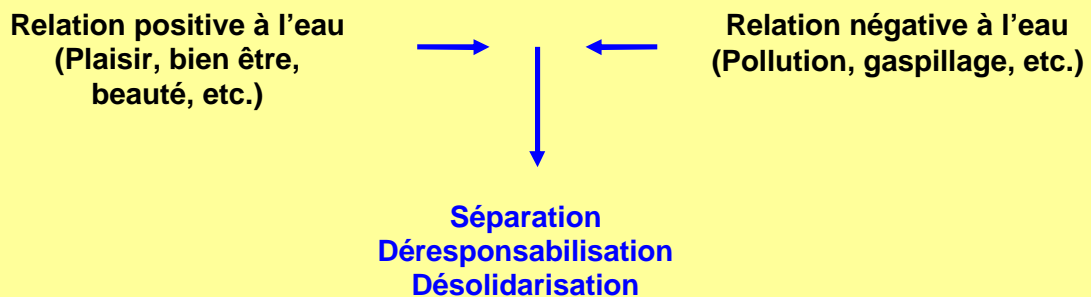 Relation positive à l’eau
(Plaisir, bien être,
beauté, etc.)
Relation négative à l’eau
(Pollution, gaspillage, etc.)
Séparation
Déresponsabilisation
Désolidarisation